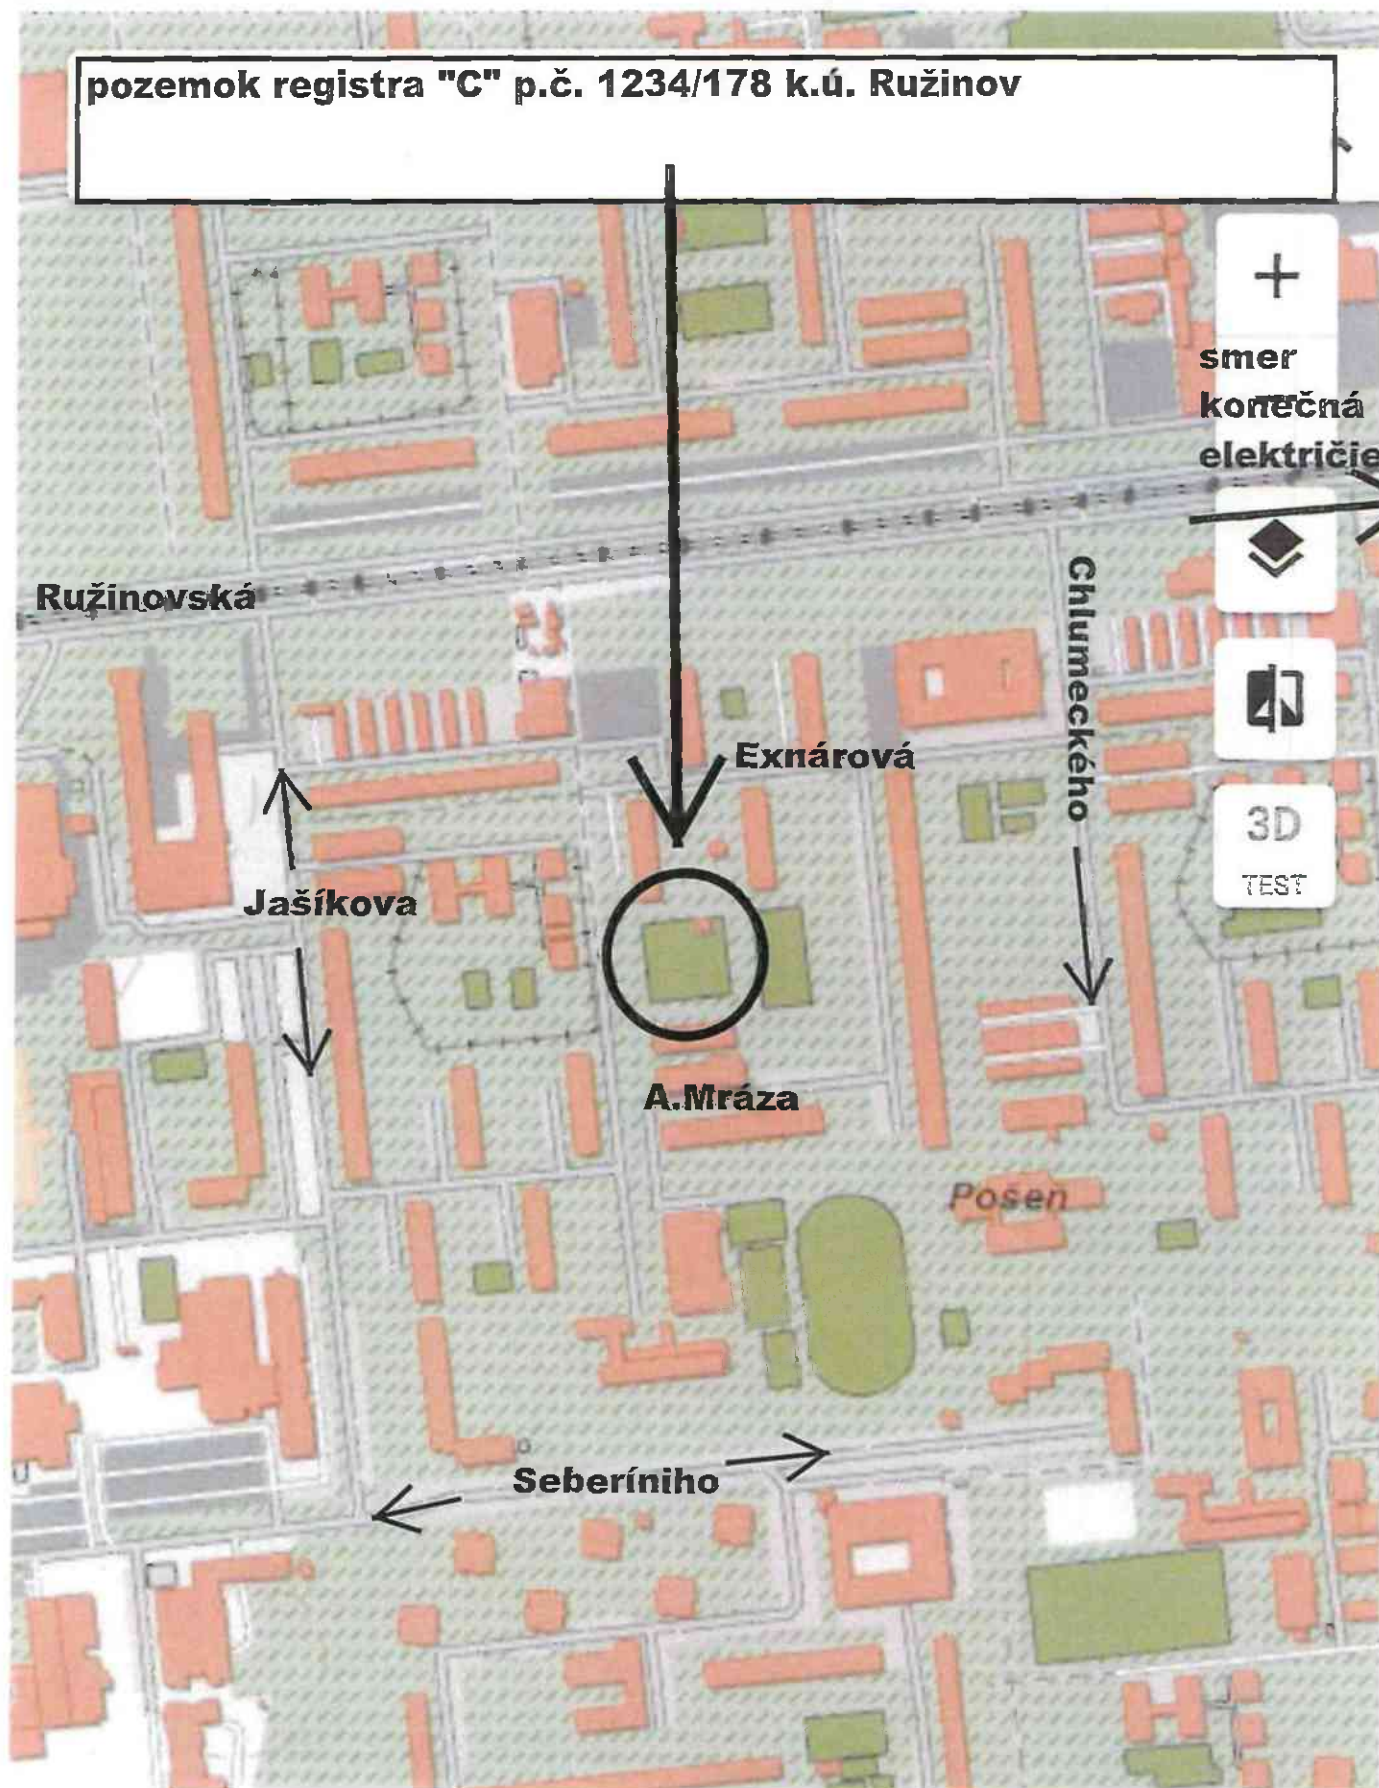 pozemok registra "C" p.č. 1234/178 k.ú. Ružinov
smer
konečná
električie
Ružinovská
Chlumeckého
Exnárová
3D
TEST
Jašíkova
A.Mráza
Pošen
Seberíniho